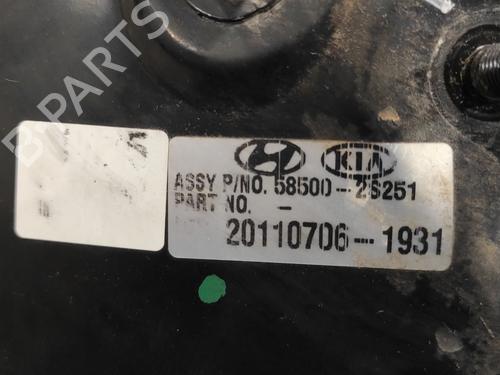 B-PARTS
KIA
ASSY P/NO. 58500-2S251
PART NO. -
20110706-1931